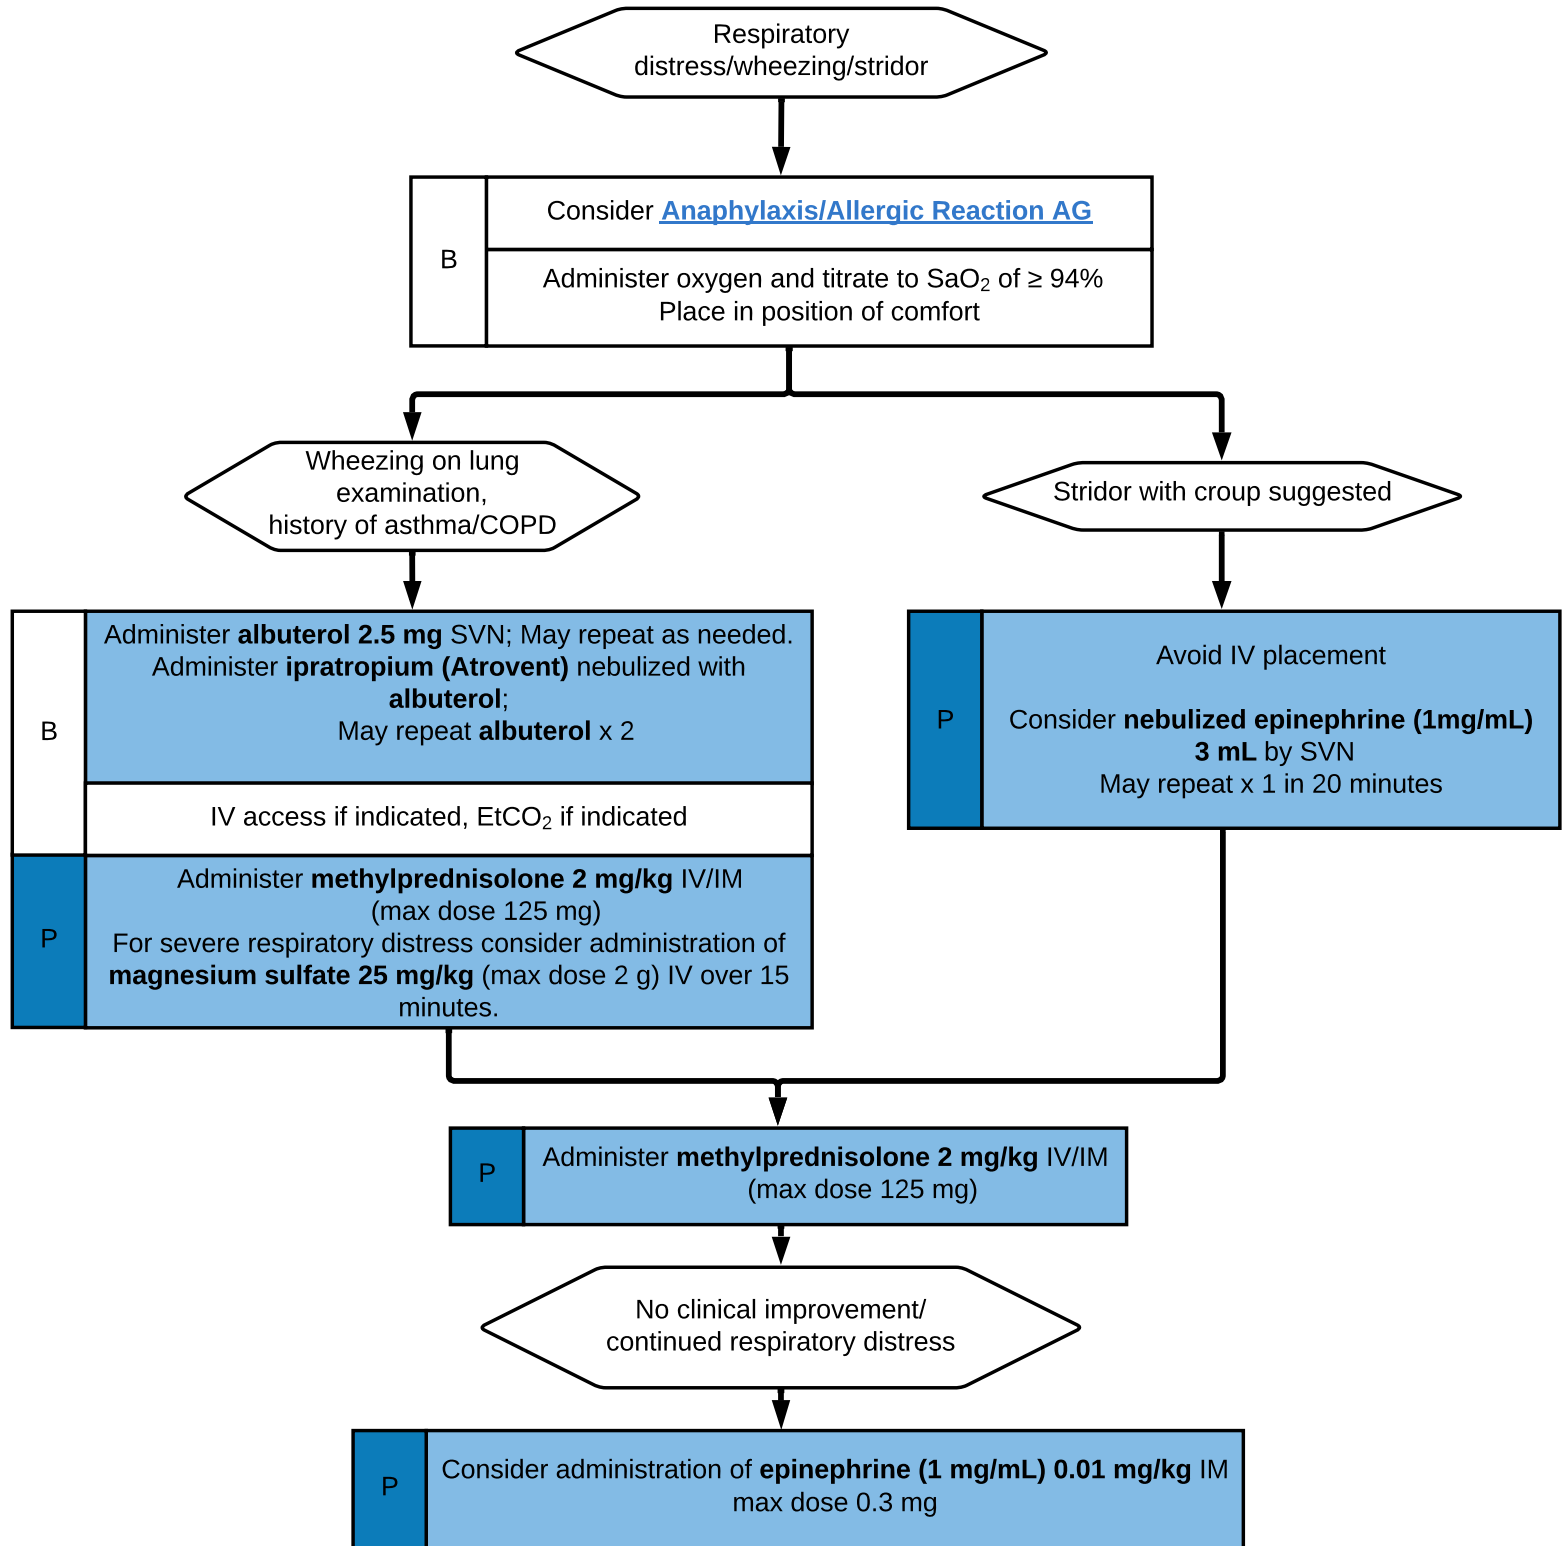 Respiratory
distress/wheezing/stridor
B
Consider Anaphylaxis/Allergic Reaction AG
Administer oxygen and titrate to SaO₂ of ≥ 94%
Place in position of comfort
Wheezing on lung
examination,
history of asthma/COPD
Stridor with croup suggested
B
Administer albuterol 2.5 mg SVN; May repeat as needed.
Administer ipratropium (Atrovent) nebulized with
albuterol;
May repeat albuterol x 2
IV access if indicated, EtCO₂ if indicated
P
Administer methylprednisolone 2 mg/kg IV/IM
(max dose 125 mg)
For severe respiratory distress consider administration of
magnesium sulfate 25 mg/kg (max dose 2 g) IV over 15
minutes.
P
Avoid IV placement
Consider nebulized epinephrine (1mg/mL)
3 mL by SVN
May repeat x 1 in 20 minutes
P
Administer methylprednisolone 2 mg/kg IV/IM
(max dose 125 mg)
No clinical improvement/
continued respiratory distress
P
Consider administration of epinephrine (1 mg/mL) 0.01 mg/kg IM
max dose 0.3 mg